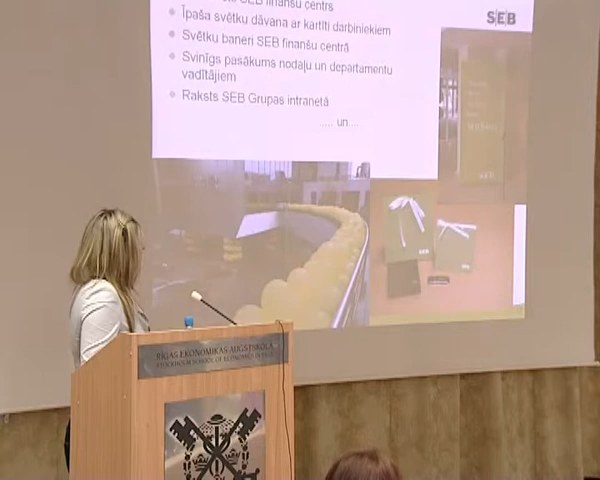 SEB finanšu centrs
SEB
Īpaša svētku dāvana ar kartīti darbiniekiem
Svētku baneri SEB finanšu centrā
Svinīgs pasākums nodaļu un departamentu
vadītājiem
Raksts SEB Grupas intranetā
.... un ...
RĪGAS EKONOMIKAS AUGSTSKOLA
STOCKHOLM SCHOOL OF ECONOMICS IN RIGA